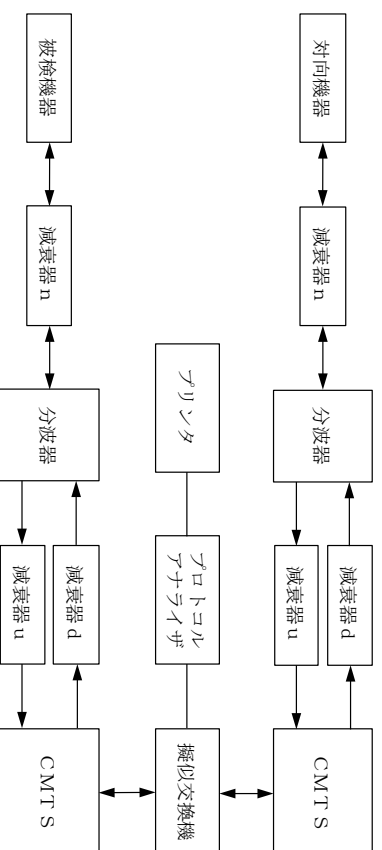 対向機器
減衰器n
分波器
減衰器d
減衰器u
CMTS
プリンタ
プロトコル
アナライザ
擬似交換機
被検機器
減衰器n
分波器
減衰器d
減衰器u
CMTS